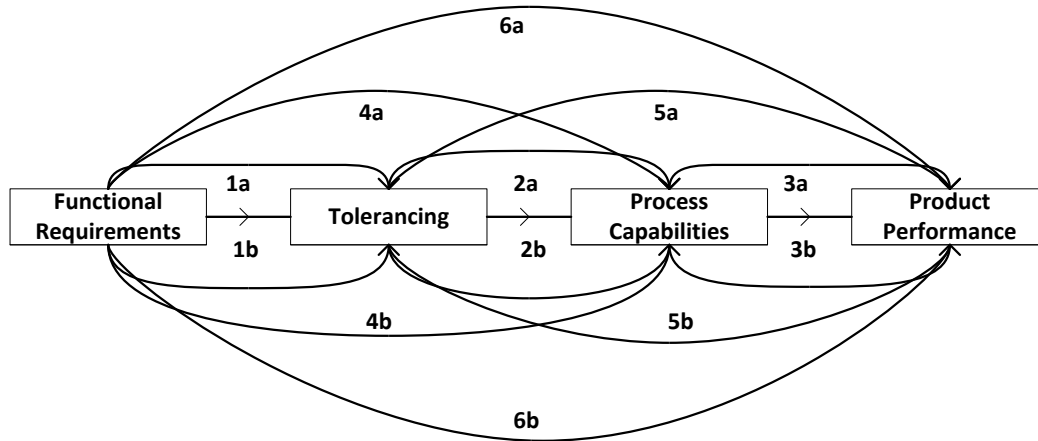 6a
4a
5a
1a
2a
3a
Functional
Requirements
Tolerancing
Process
Capabilities
Product
Performance
1b
2b
3b
4b
5b
6b